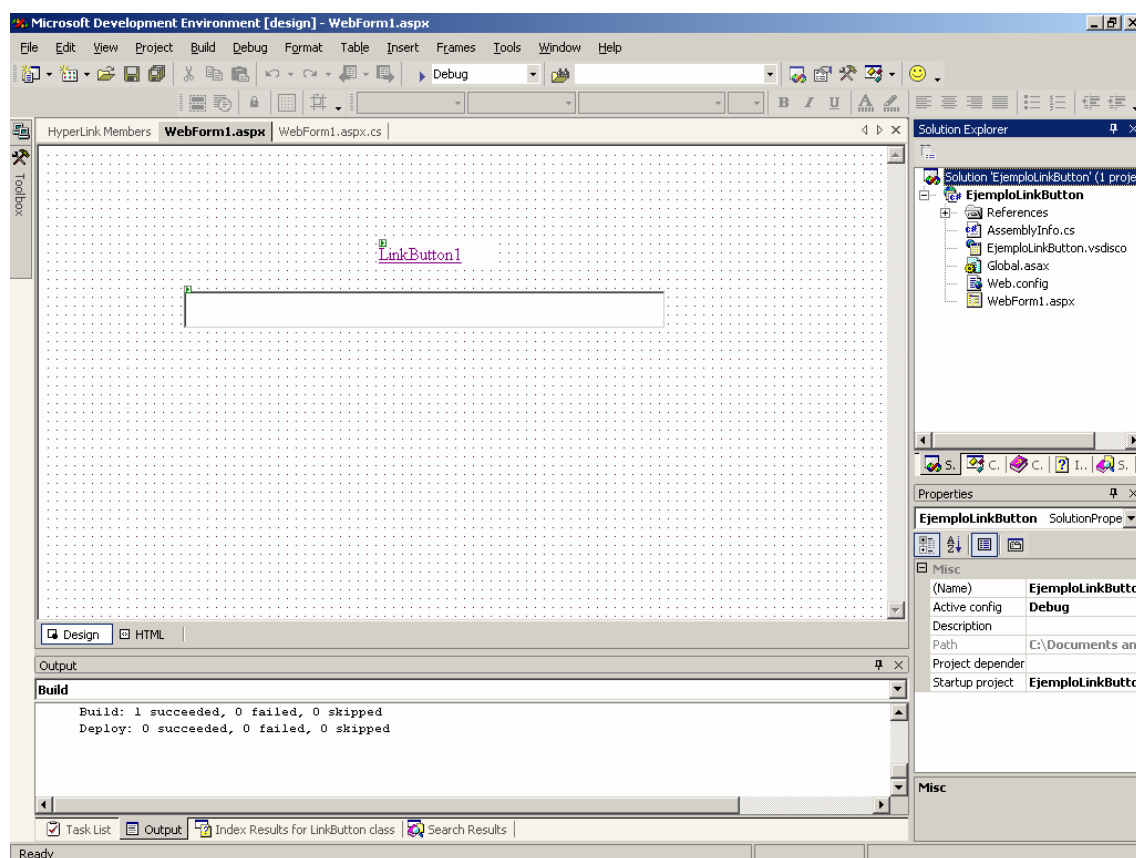 Microsoft Development Environment [design] - WebForm1.aspx
File Edit View Project Build Debug Format Table Insert Frames Tools Window Help
Debug
B I U A
HyperLink Members WebForm1.aspx WebForm1.aspx.cs
Toolbox
LinkButton1
Design HTML
Output
Build
Build: 1 succeeded, 0 failed, 0 skipped
Deploy: 0 succeeded, 0 failed, 0 skipped
Task List Output Index Results for LinkButton class Search Results
Ready
Solution Explorer
Solution 'EjemploLinkButton' (1 proje
EjemploLinkButton
References
AssemblyInfo.cs
EjemploLinkButton.vsdisco
Global.asax
Web.config
WebForm1.aspx
S. C. C. I.. S.
Properties
EjemploLinkButton SolutionPrope
Misc
(Name) EjemploLinkButto
Active config Debug
Description
Path C:\Documents an
Project depender
Startup project EjemploLinkButto
Misc